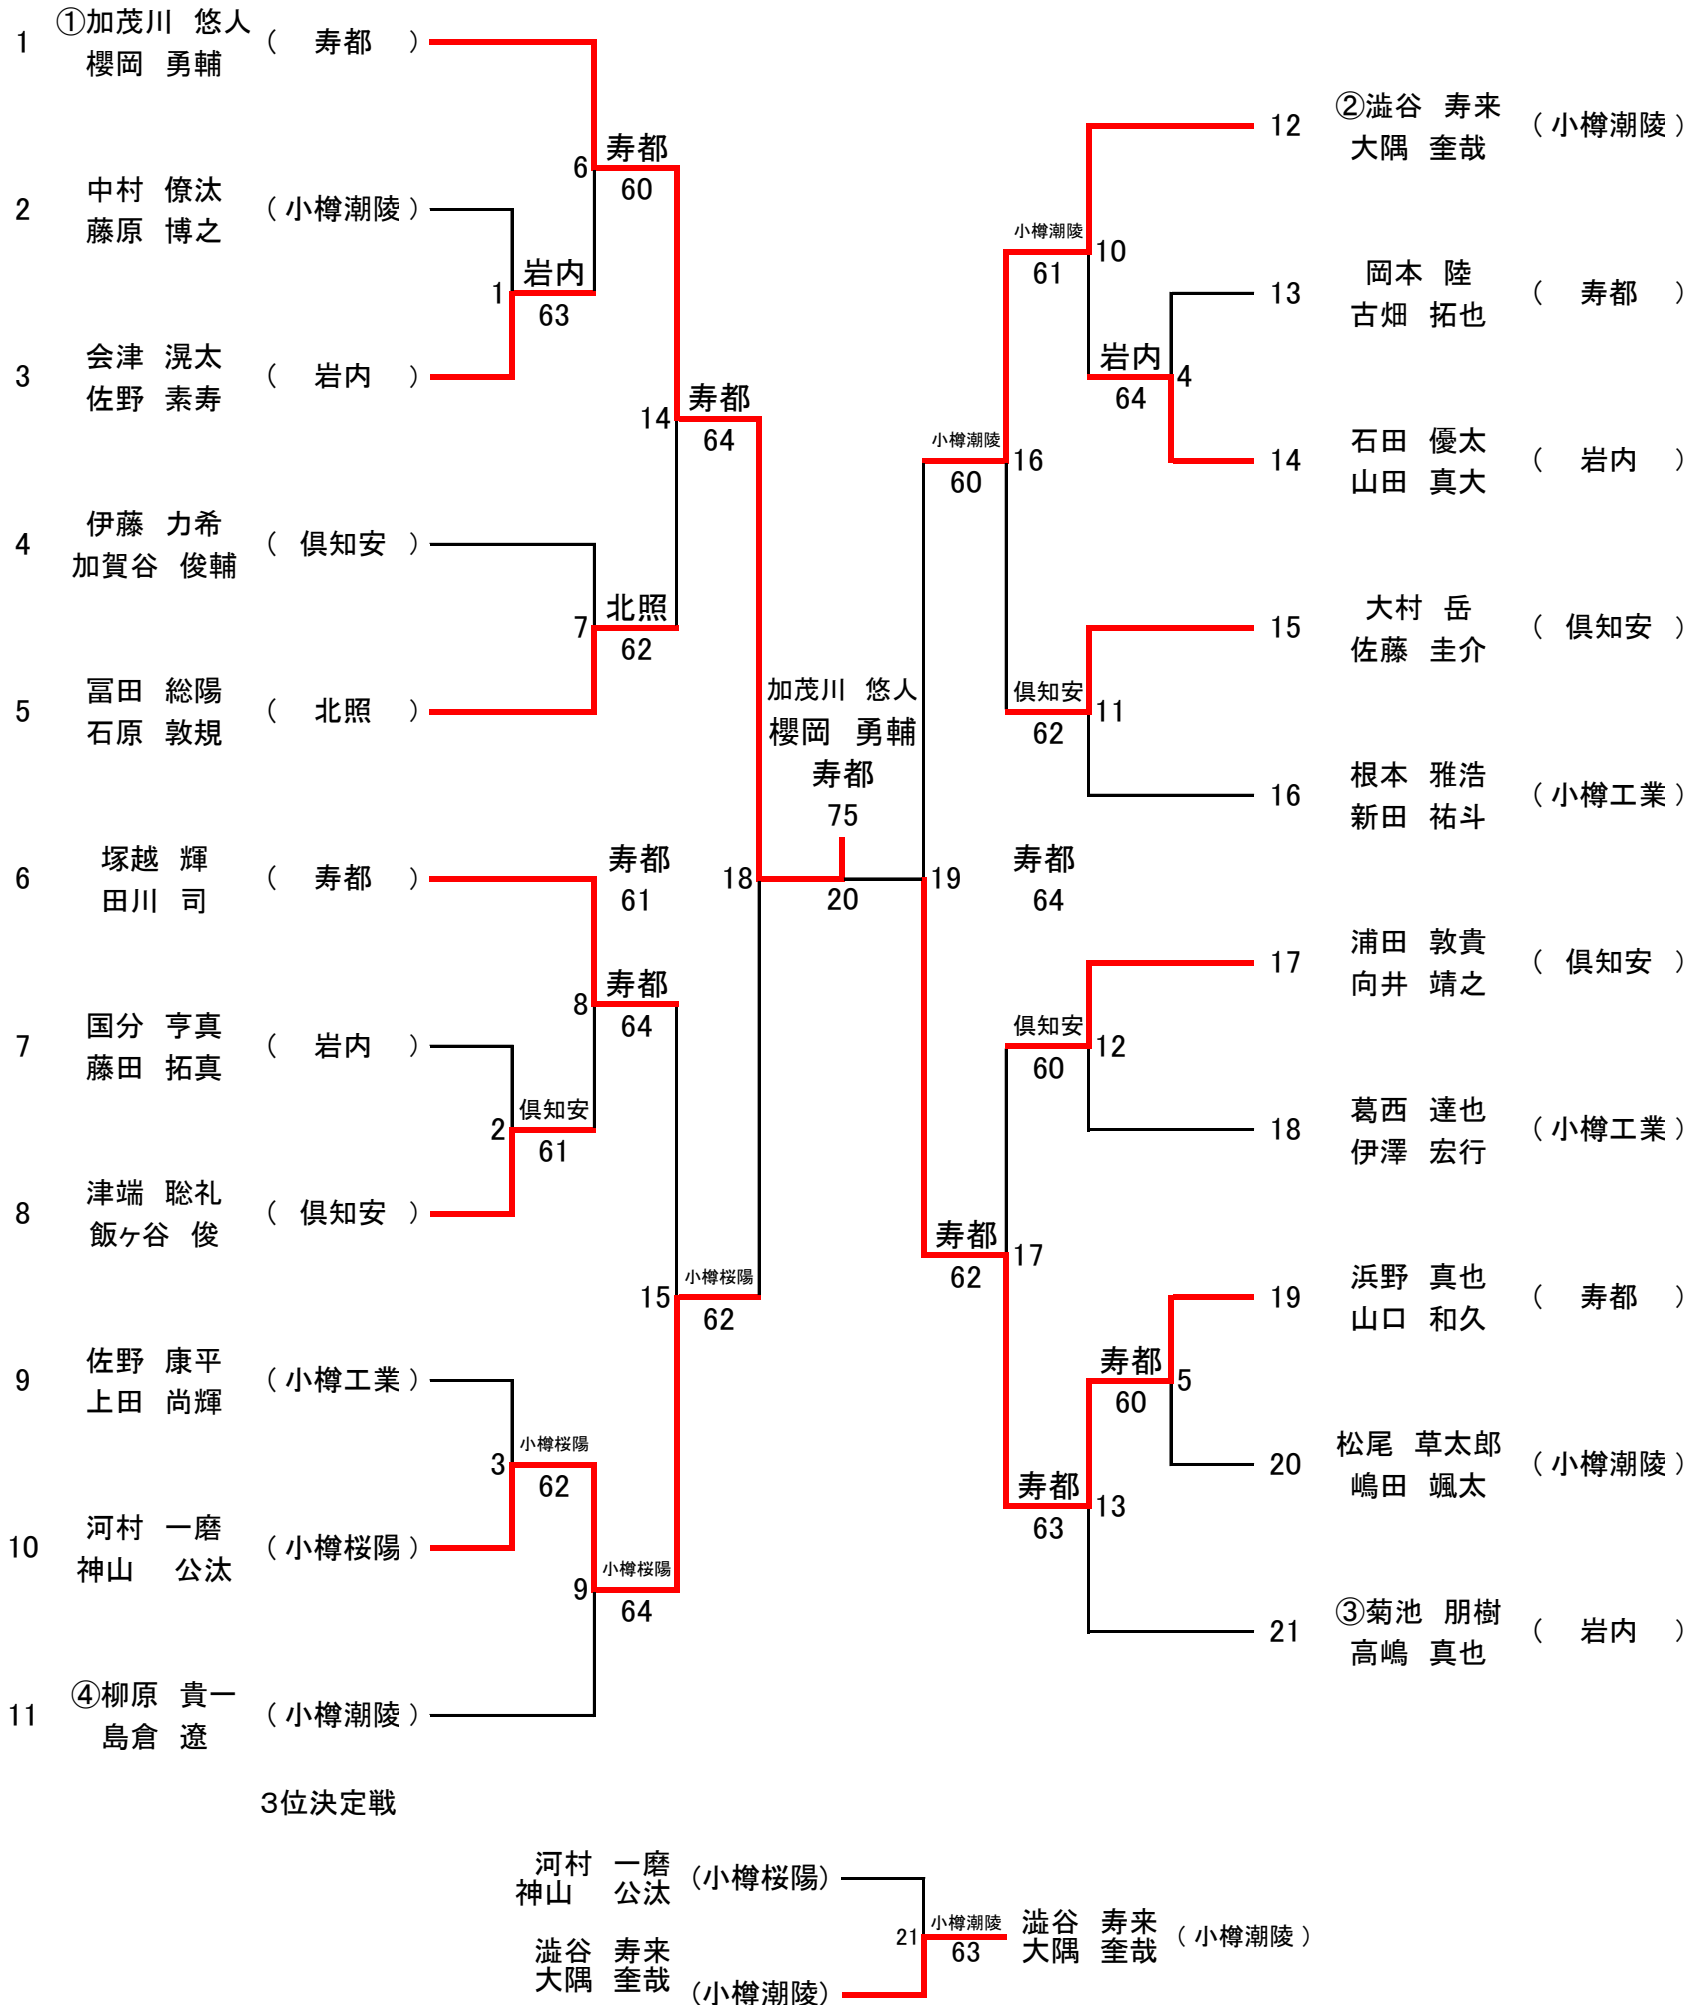 1 ①加茂川 悠人 櫻岡 勇輔 ( 寿都 )
2 中村 僚汰 藤原 博之 ( 小樽潮陵 )
3 会津 滉太 佐野 素寿 ( 岩内 )
4 伊藤 力希 加賀谷 俊輔 ( 倶知安 )
5 冨田 総陽 石原 敦規 ( 北照 )
6 塚越 輝 田川 司 ( 寿都 )
7 国分 亨真 藤田 拓真 ( 岩内 )
8 津端 聡礼 飯ヶ谷 俊 ( 倶知安 )
9 佐野 康平 上田 尚輝 ( 小樽工業 )
10 河村 一磨 神山 公汰 ( 小樽桜陽 )
11 ④柳原 貴一 島倉 遼 ( 小樽潮陵 )
1 岩内 63
2 倶知安 61
3 小樽桜陽 62
6 寿都 60
7 北照 62
8 寿都 64
9 小樽桜陽 64
14 寿都 64
15 小樽桜陽 62
18 寿都 61
加茂川 悠人
櫻岡 勇輔
寿都
75
20
19 寿都 64
小樽潮陵 60 16
寿都 62 17
小樽潮陵 61 10
倶知安 62 11
倶知安 60 12
寿都 63 13
岩内 64 4
寿都 60 5
12 ②澁谷 寿来 大隅 奎哉 ( 小樽潮陵 )
13 岡本 陸 古畑 拓也 ( 寿都 )
14 石田 優太 山田 真大 ( 岩内 )
15 大村 岳 佐藤 圭介 ( 倶知安 )
16 根本 雅浩 新田 祐斗 ( 小樽工業 )
17 浦田 敦貴 向井 靖之 ( 倶知安 )
18 葛西 達也 伊澤 宏行 ( 小樽工業 )
19 浜野 真也 山口 和久 ( 寿都 )
20 松尾 草太郎 嶋田 颯太 ( 小樽潮陵 )
21 ③菊池 朋樹 高嶋 真也 ( 岩内 )
3位決定戦
河村 一磨
神山 公汰 (小樽桜陽)
澁谷 寿来
大隅 奎哉 (小樽潮陵)
21 小樽潮陵 63
澁谷 寿来
大隅 奎哉 ( 小樽潮陵 )